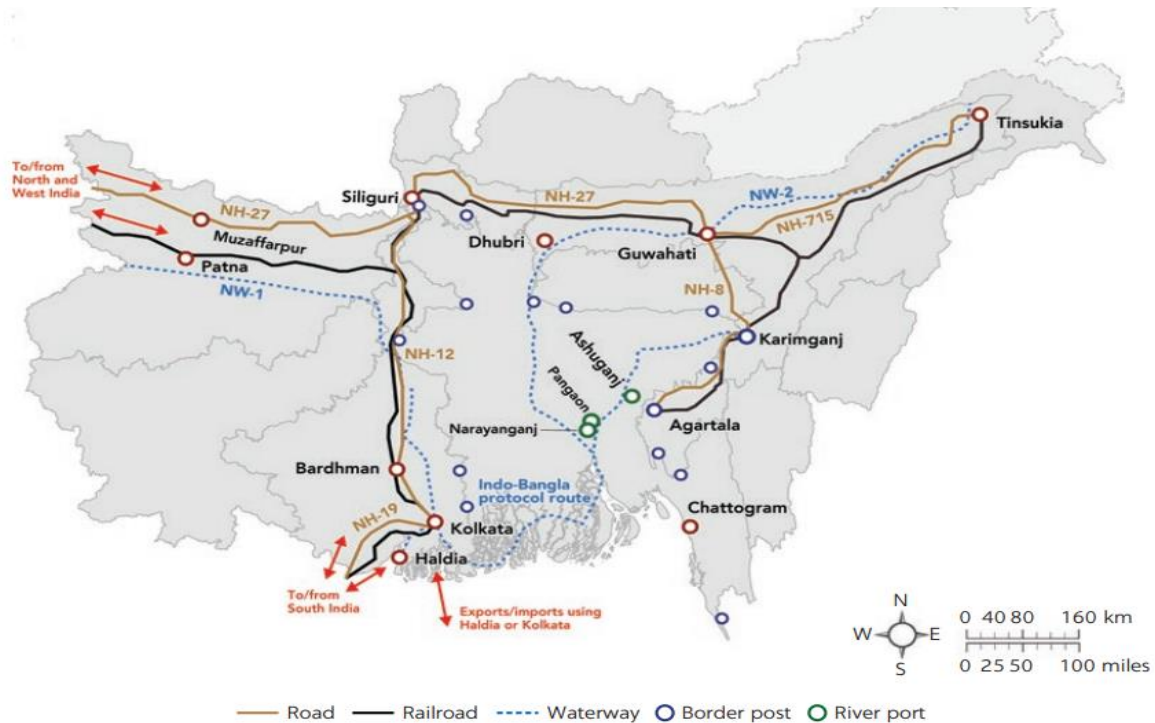 Tinsukia
To/from
North and
West India
NH-27
Muzaffarpur
Patna
NW-1
Siliguri
NH-27
NW-2
NH-715
Dhubri
Guwahati
NH-8
Karimganj
NH-12
Ashuganj
Pangaon
Narayanganj
Agartala
Bardhman
Indo-Bangla
protocol route
Chattogram
NH-19
Kolkata
Haldia
To/from
South India
Exports/imports using
Haldia or Kolkata
N
W E
S
0 40 80 160 km
0 25 50 100 miles
Road Railroad Waterway Border post River port